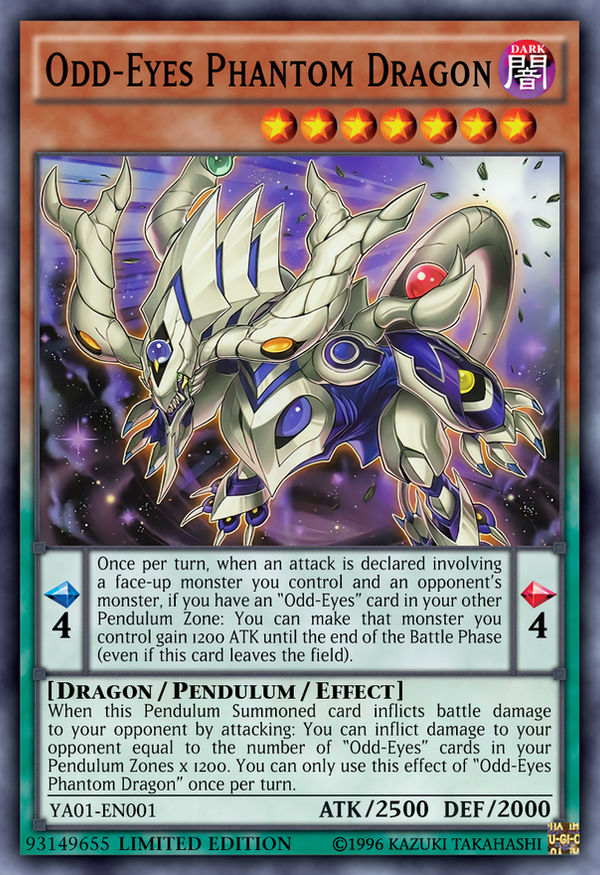 ODD-EYES PHANTOM DRAGON
DARK
闇
Once per turn, when an attack is declared involving
a face-up monster you control and an opponent's
monster, if you have an "Odd-Eyes" card in your other
Pendulum Zone: You can make that monster you
control gain 1200 ATK until the end of the Battle Phase
(even if this card leaves the field).
4
4
[DRAGON / PENDULUM / EFFECT]
When this Pendulum Summoned card inflicts battle damage
to your opponent by attacking: You can inflict damage to your
opponent equal to the number of "Odd-Eyes" cards in your
Pendulum Zones x 1200. You can only use this effect of "Odd-Eyes
Phantom Dragon" once per turn.
YA01-EN001 ATK/2500 DEF/2000
93149655 LIMITED EDITION ©1996 KAZUKI TAKAHASHI